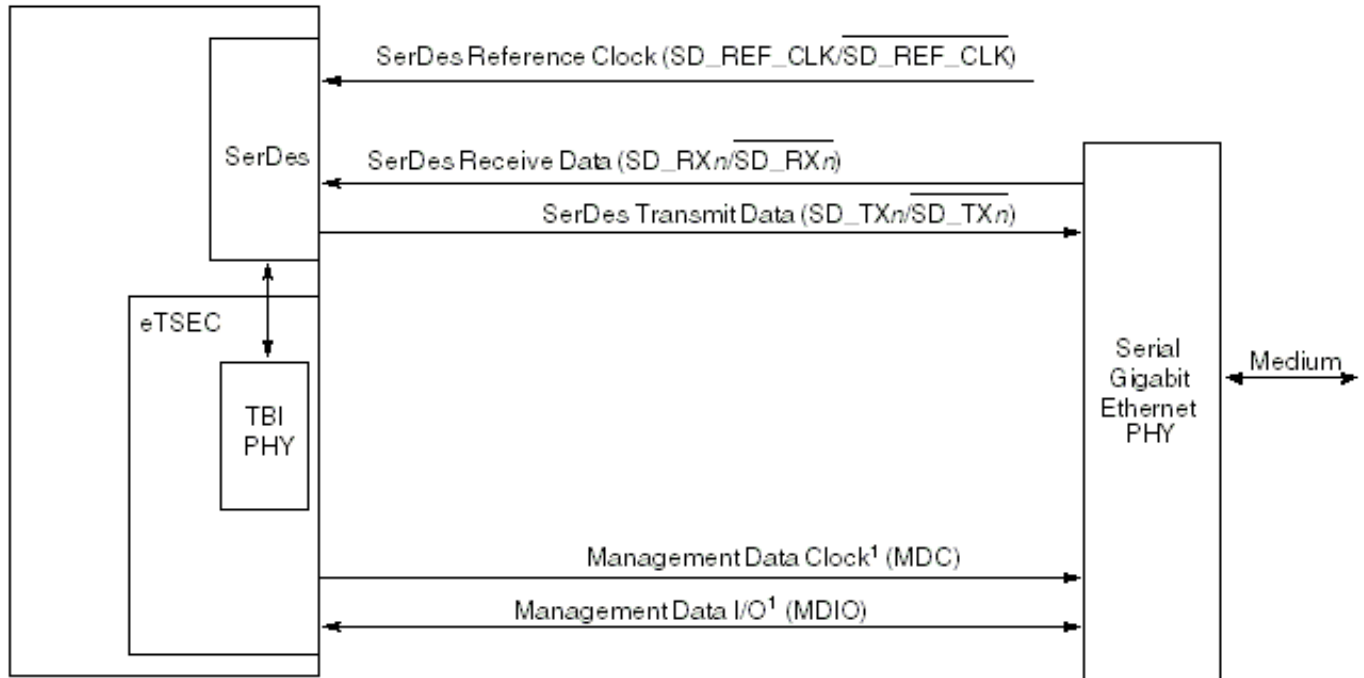 SerDes Reference Clock (SD_REF_CLK/SD_REF_CLK)
SerDes
SerDes Receive Data (SD_RXn/SD_RXn)
SerDes Transmit Data (SD_TXn/SD_TXn)
eTSEC
TBI
PHY
Serial
Gigabit
Ethernet
PHY
Medium
Management Data Clock¹ (MDC)
Management Data I/O¹ (MDIO)